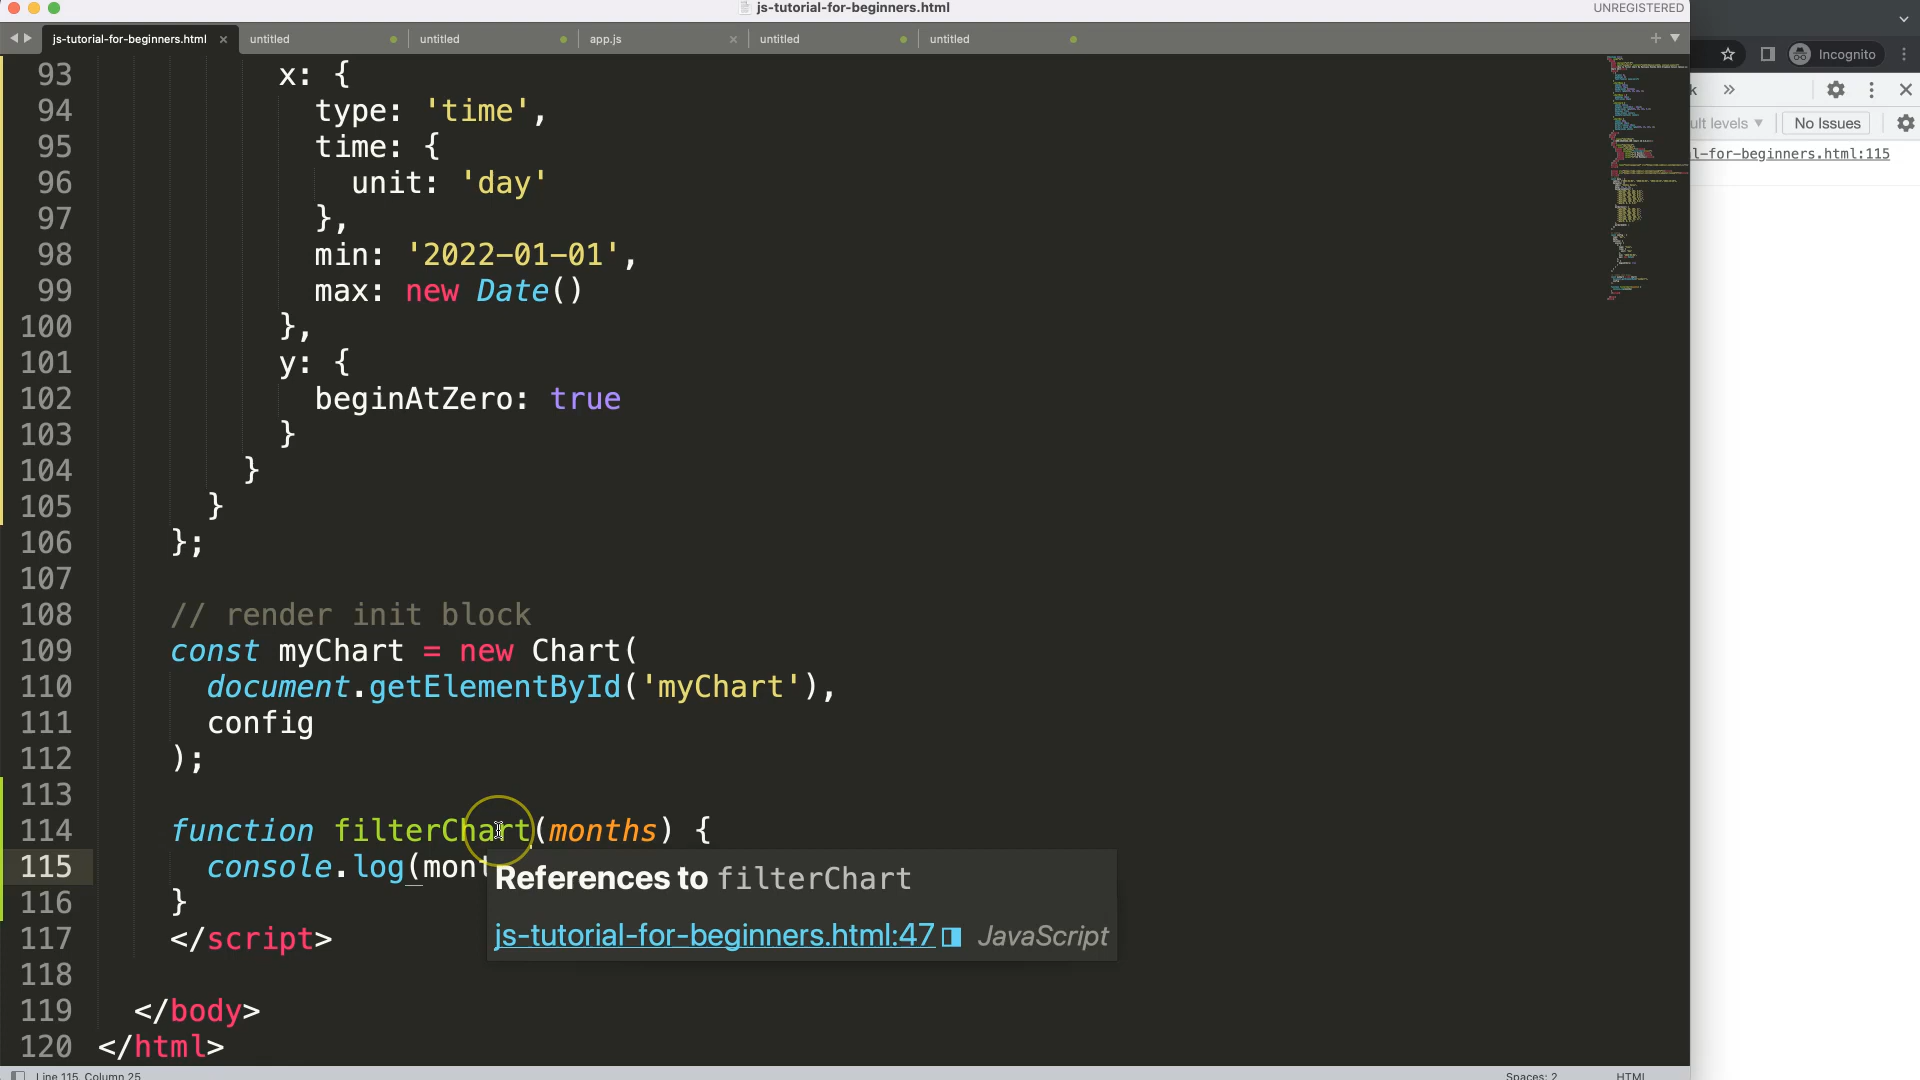 js-tutorial-for-beginners.html
UNREGISTERED
js-tutorial-for-beginners.html × untitled untitled app.js × untitled untitled
Incognito
No Issues
l-for-beginners.html:115
93 x: {
94 type: 'time',
95 time: {
96 unit: 'day'
97 },
98 min: '2022-01-01',
99 max: new Date()
100 },
101 y: {
102 beginAtZero: true
103 }
104 }
105 }
106 };
107
108 // render init block
109 const myChart = new Chart(
110 document.getElementById('myChart'),
111 config
112 );
113
114 function filterChart(months) {
115 console.log(mont
116 }
117 </script>
118
119 </body>
120 </html>
References to filterChart
js-tutorial-for-beginners.html:47 JavaScript
Line 115, Column 25
Spaces: 2
HTML